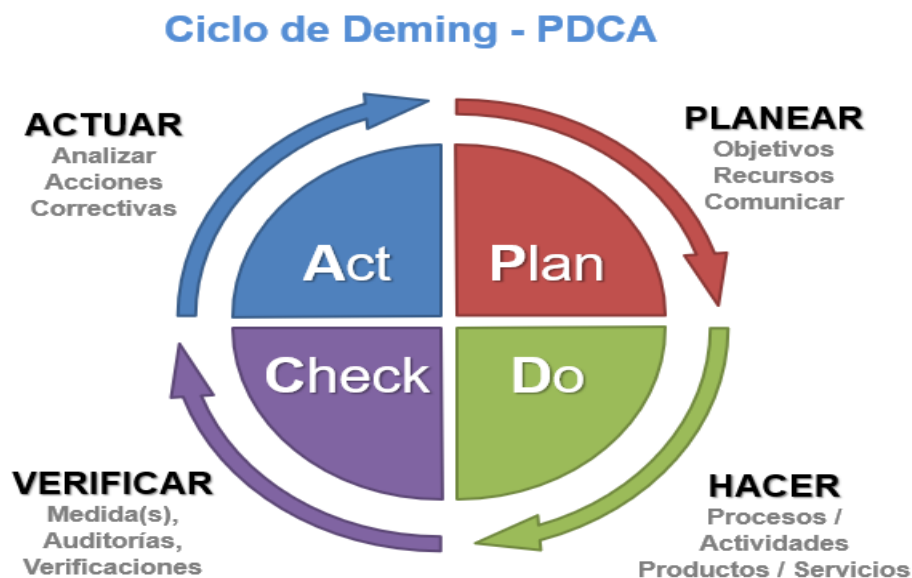 Ciclo de Deming - PDCA
ACTUAR
Analizar
Acciones
Correctivas
PLANEAR
Objetivos
Recursos
Comunicar
Act
Plan
Check
Do
VERIFICAR
Medida(s),
Auditorías,
Verificaciones
HACER
Procesos /
Actividades
Productos / Servicios